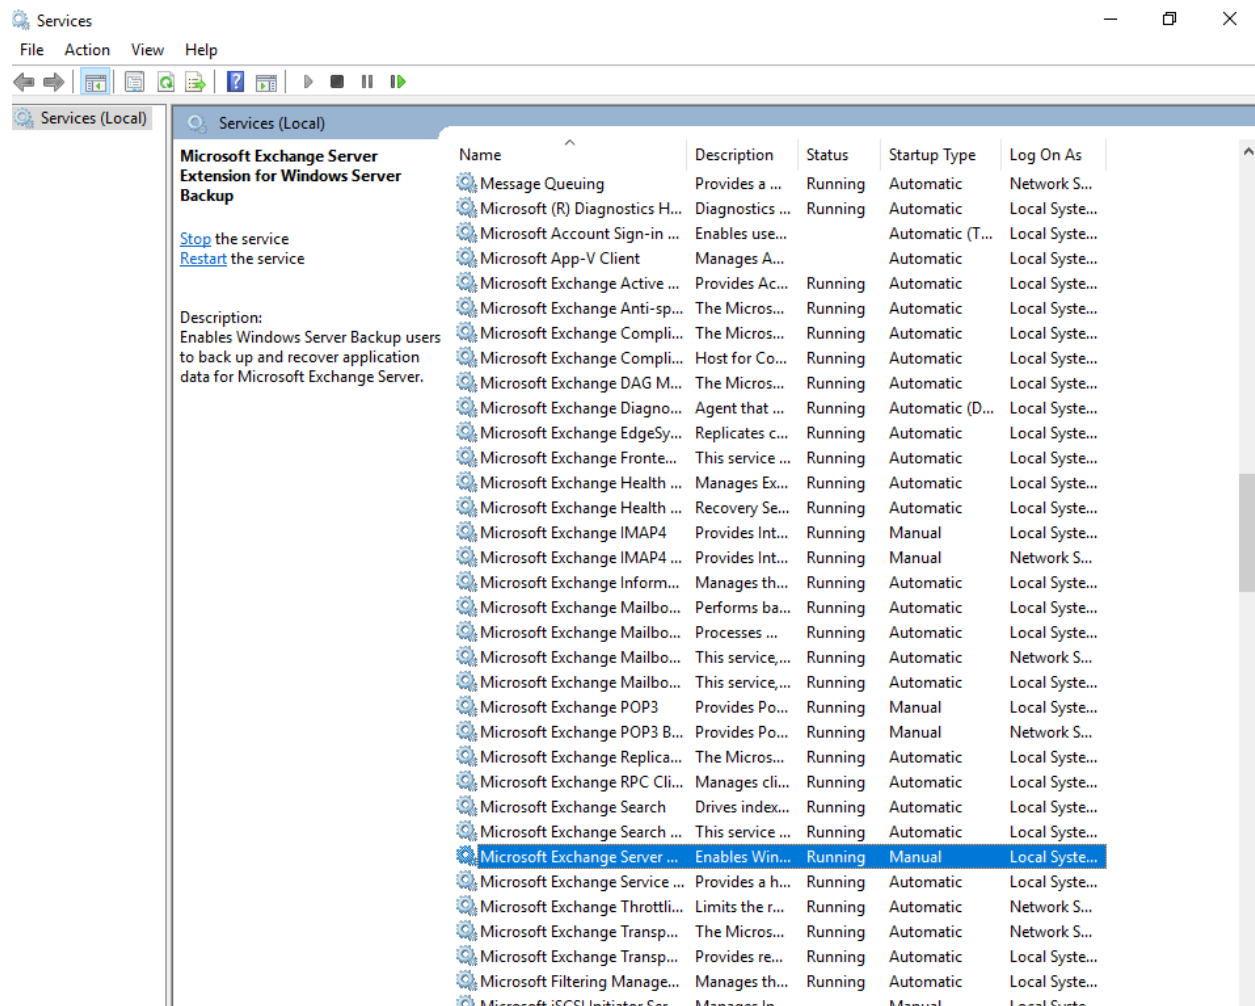 Services
File Action View Help
Services (Local)
Services (Local)
Microsoft Exchange Server
Extension for Windows Server
Backup
Stop the service
Restart the service
Description:
Enables Windows Server Backup users
to back up and recover application
data for Microsoft Exchange Server.
Name Description Status Startup Type Log On As
Message Queuing Provides a ... Running Automatic Network S...
Microsoft (R) Diagnostics H... Diagnostics ... Running Automatic Local Syste...
Microsoft Account Sign-in ... Enables use... Automatic (T... Local Syste...
Microsoft App-V Client Manages A... Automatic Local Syste...
Microsoft Exchange Active ... Provides Ac... Running Automatic Local Syste...
Microsoft Exchange Anti-sp... The Micros... Running Automatic Local Syste...
Microsoft Exchange Compli... The Micros... Running Automatic Local Syste...
Microsoft Exchange Compli... Host for Co... Running Automatic Local Syste...
Microsoft Exchange DAG M... The Micros... Running Automatic Local Syste...
Microsoft Exchange Diagno... Agent that ... Running Automatic (D... Local Syste...
Microsoft Exchange EdgeSy... Replicates c... Running Automatic Local Syste...
Microsoft Exchange Fronte... This service ... Running Automatic Local Syste...
Microsoft Exchange Health ... Manages Ex... Running Automatic Local Syste...
Microsoft Exchange Health ... Recovery Se... Running Automatic Local Syste...
Microsoft Exchange IMAP4 Provides Int... Running Manual Local Syste...
Microsoft Exchange IMAP4 ... Provides Int... Running Manual Network S...
Microsoft Exchange Inform... Manages th... Running Automatic Local Syste...
Microsoft Exchange Mailbo... Performs ba... Running Automatic Local Syste...
Microsoft Exchange Mailbo... Processes ... Running Automatic Local Syste...
Microsoft Exchange Mailbo... This service,... Running Automatic Network S...
Microsoft Exchange Mailbo... This service,... Running Automatic Local Syste...
Microsoft Exchange POP3 Provides Po... Running Manual Local Syste...
Microsoft Exchange POP3 B... Provides Po... Running Manual Network S...
Microsoft Exchange Replica... The Micros... Running Automatic Local Syste...
Microsoft Exchange RPC Cli... Manages cli... Running Automatic Local Syste...
Microsoft Exchange Search Drives index... Running Automatic Local Syste...
Microsoft Exchange Search ... This service ... Running Automatic Local Syste...
Microsoft Exchange Server ... Enables Win... Running Manual Local Syste...
Microsoft Exchange Service ... Provides a h... Running Automatic Local Syste...
Microsoft Exchange Throttli... Limits the r... Running Automatic Network S...
Microsoft Exchange Transp... The Micros... Running Automatic Network S...
Microsoft Exchange Transp... Provides re... Running Automatic Local Syste...
Microsoft Filtering Manage... Manages th... Running Automatic Local Syste...
Microsoft iSCSI Initiator Ser... Manages In... Manual Local Syste...